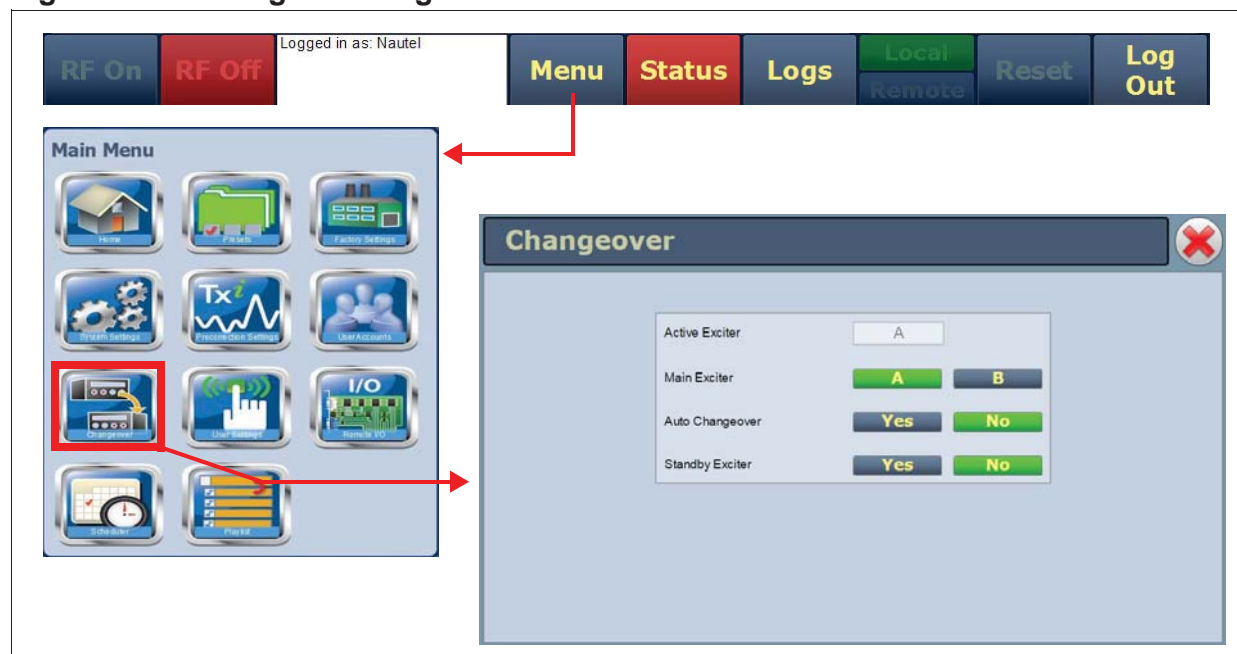 RF On
RF Off
Logged in as: Nautel
Menu
Status
Logs
Local
Remote
Reset
Log
Out
Main Menu
Home
Presets
Factory Settings
System Settings
Tx i
Precorrection Settings
User Accounts
Changeover
User Settings
I/O
Remote I/O
Scheduler
Playlist
Changeover
Active Exciter A
Main Exciter A B
Auto Changeover Yes No
Standby Exciter Yes No